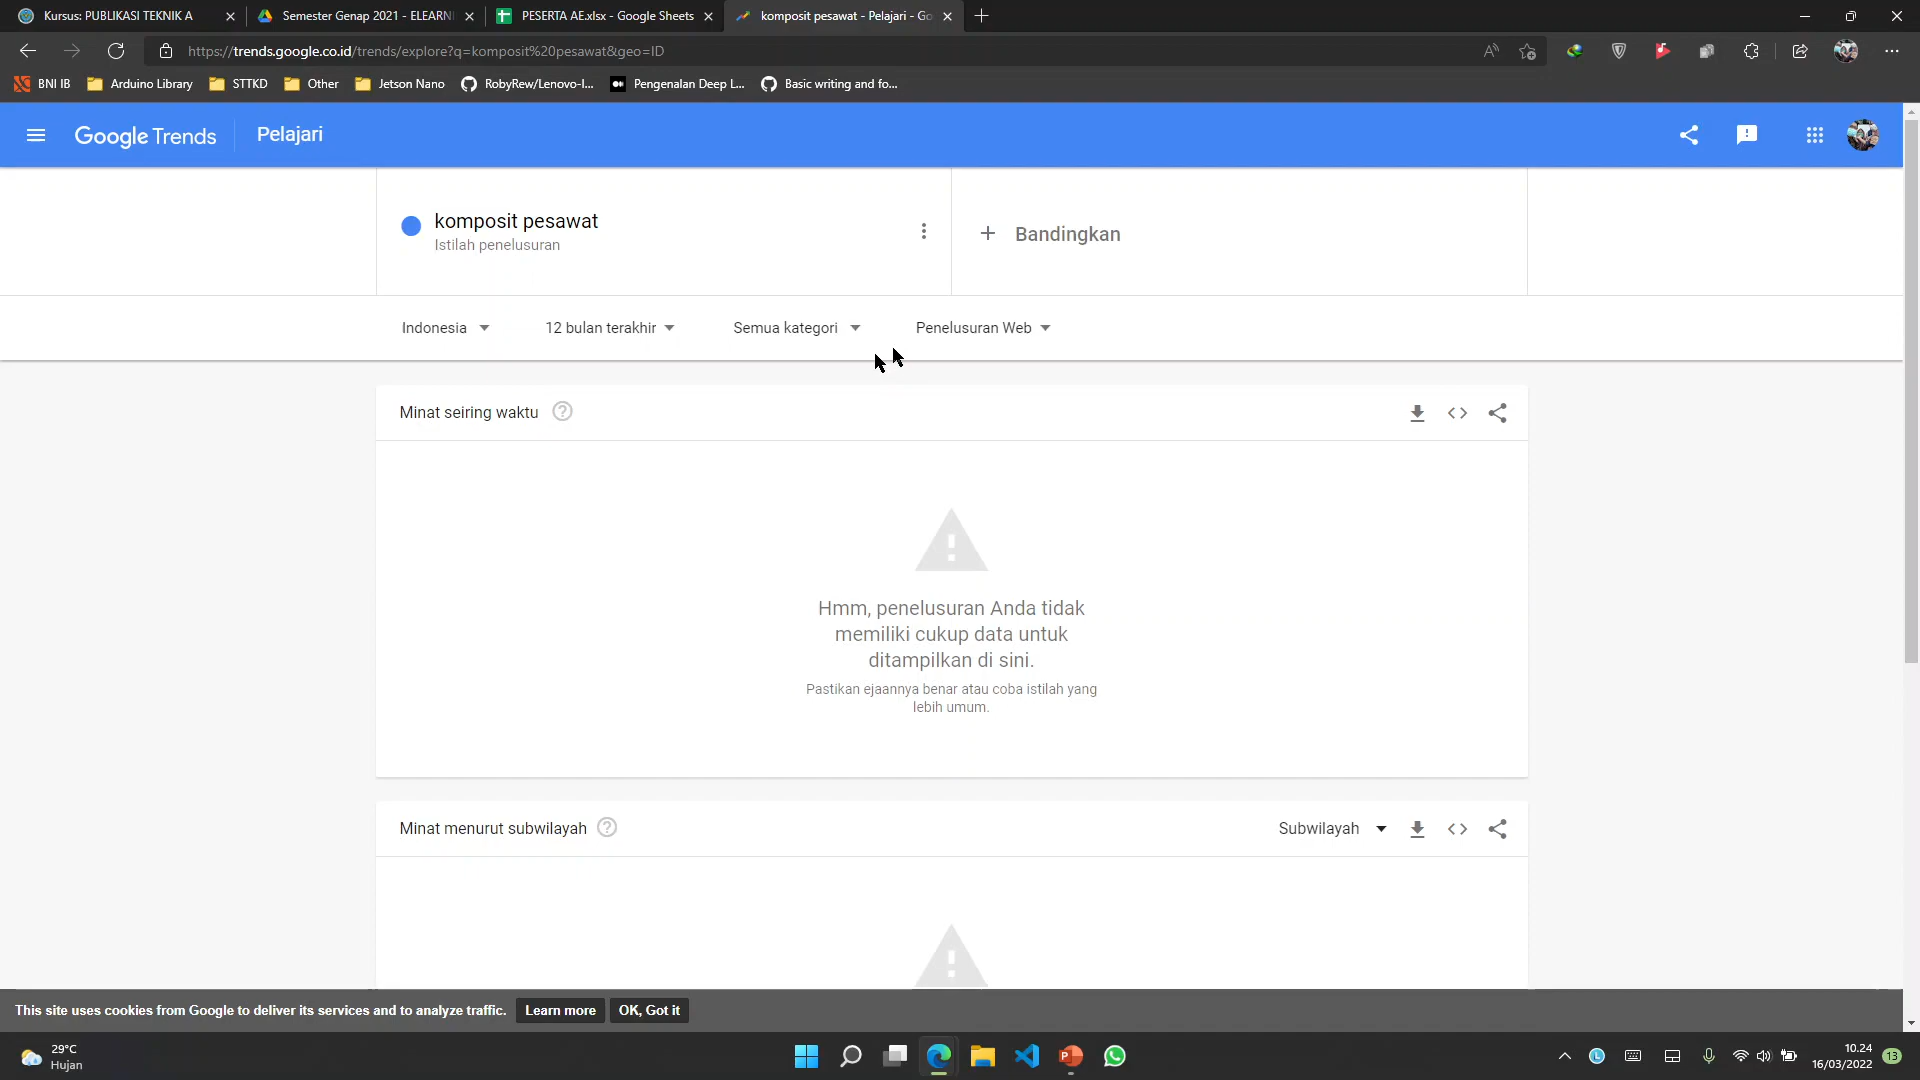 Kursus: PUBLIKASI TEKNIK A
Semester Genap 2021 - ELEARNI
PESERTA AE.xlsx - Google Sheets
komposit pesawat - Pelajari - Go
https://trends.google.co.id/trends/explore?q=komposit%20pesawat&geo=ID
BNI IB
Arduino Library
STTKD
Other
Jetson Nano
RobyRew/Lenovo-I...
Pengenalan Deep L...
Basic writing and fo...
Google Trends
Pelajari
komposit pesawat
Istilah penelusuran
+ Bandingkan
Indonesia
12 bulan terakhir
Semua kategori
Penelusuran Web
Minat seiring waktu
Hmm, penelusuran Anda tidak
memiliki cukup data untuk
ditampilkan di sini.
Pastikan ejaannya benar atau coba istilah yang
lebih umum.
Minat menurut subwilayah
Subwilayah
This site uses cookies from Google to deliver its services and to analyze traffic.
Learn more
OK, Got it
29°C
Hujan
10.24
16/03/2022
13